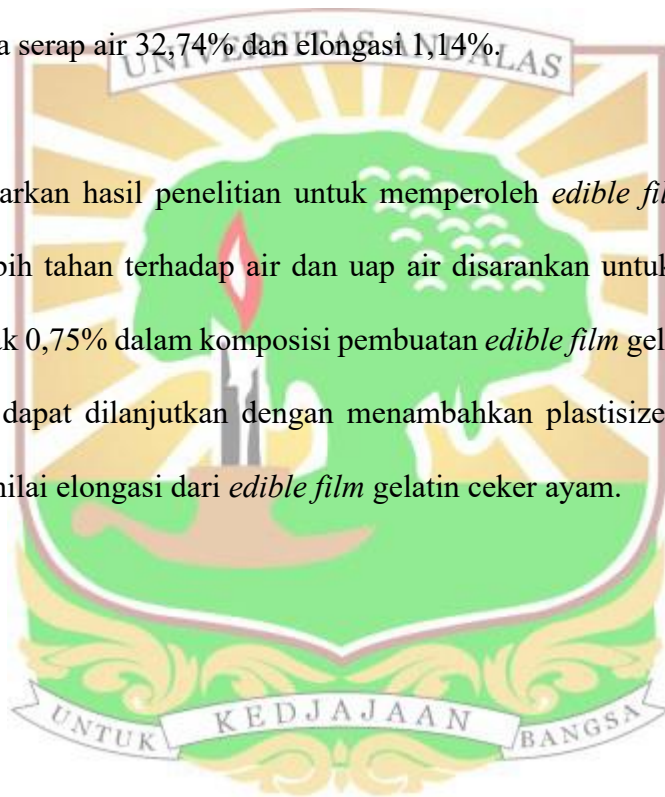 a serap air 32,74% dan elongasi 1,14%.
UNIVERSITAS ANDALAS
arkan hasil penelitian untuk memperoleh edible fil
bih tahan terhadap air dan uap air disarankan untuk
ak 0,75% dalam komposisi pembuatan edible film gel
dapat dilanjutkan dengan menambahkan plastisize
nilai elongasi dari edible film gelatin ceker ayam.
UNTUK KEDJAJAAN BANGSA